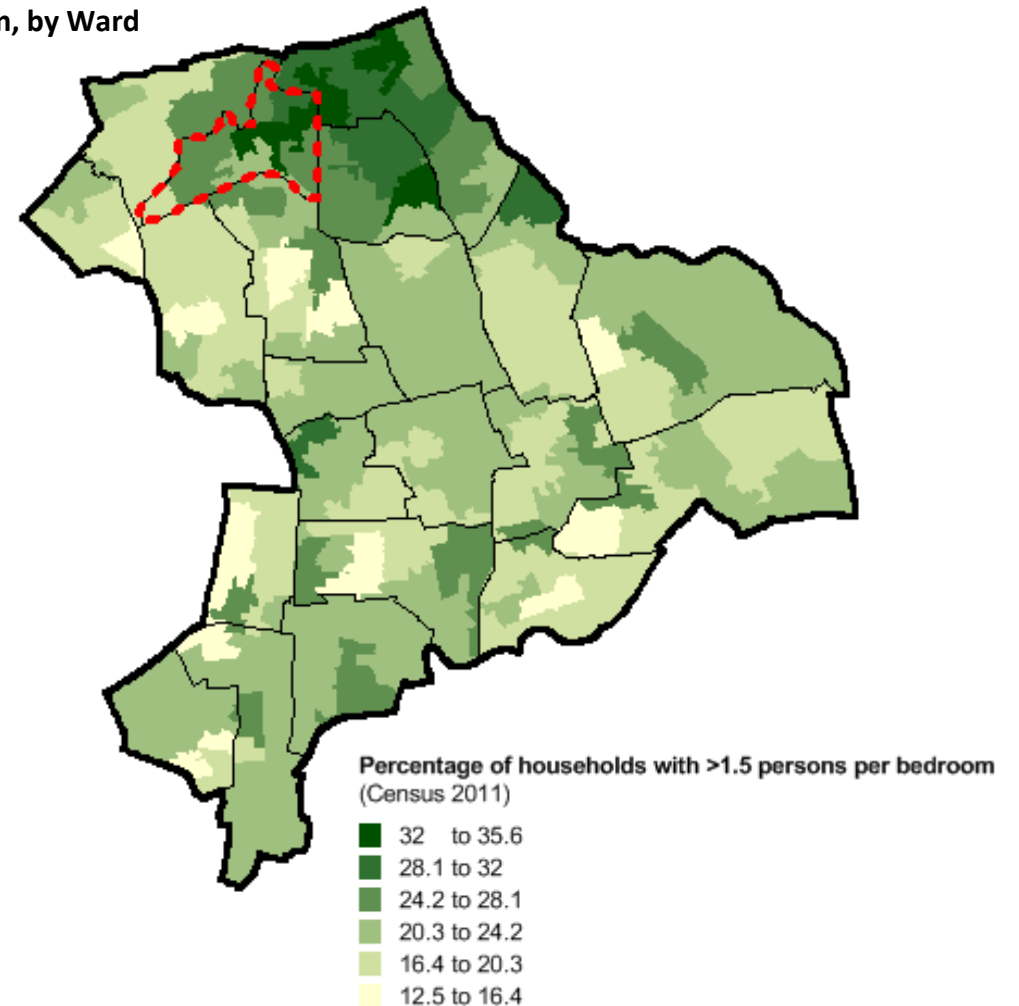 , by Ward
Percentage of households with >1.5 persons per bedroom
(Census 2011)
32 to 35.6
28.1 to 32
24.2 to 28.1
20.3 to 24.2
16.4 to 20.3
12.5 to 16.4